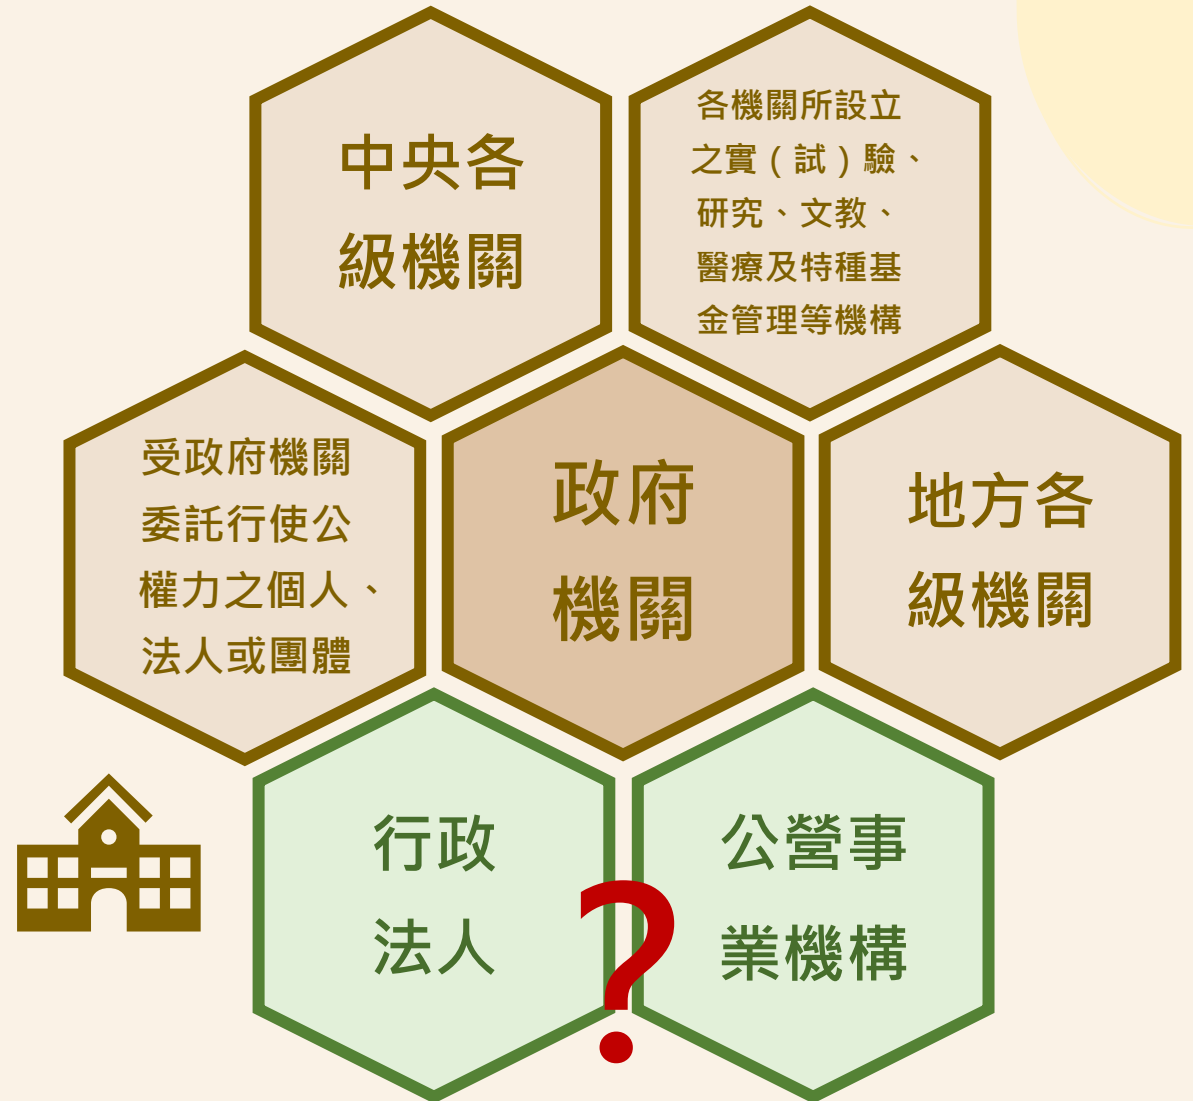 中央各
級機關
各機關所設立
之實（試）驗、
研究、文教、
醫療及特種基
金管理等機構
受政府機關
委託行使公
權力之個人、
法人或團體
政府
機關
地方各
級機關
行政
法人
?
公營事
業機構